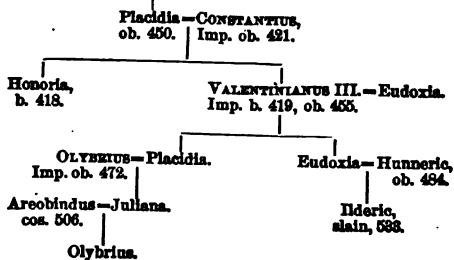 Placidia=CONSTANTIUS,
ob. 450. Imp. ob. 421.
Honoria, VALENTINIANUS III.=Eudoxia.
b. 418. Imp. b. 419, ob. 455.
OLYBRIUS=Placidia. Eudoxia=Hunneric,
Imp. ob. 472. ob. 484.
Areobindus=Juliana. Ilderic,
cos. 506. slain, 533.
Olybrius.